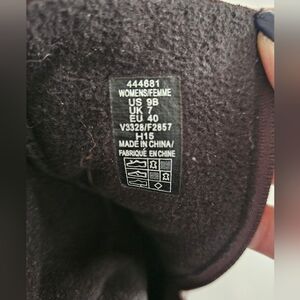 444681
WOMENS/FEMME
US 9B
UK 7
EU 40
V3328/F2857
H15
MADE IN CHINA/
FABRIQUÉ EN CHINE